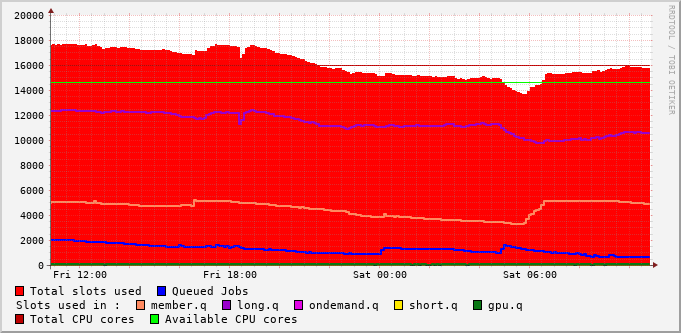 20000
18000
16000
14000
12000
10000
8000
6000
4000
2000
0
Fri 12:00 Fri 18:00 Sat 00:00 Sat 06:00
RRDTOOL / TOBI OETIKER
Total slots used Queued Jobs
Slots used in : member.q long.q ondemand.q short.q gpu.q
Total CPU cores Available CPU cores